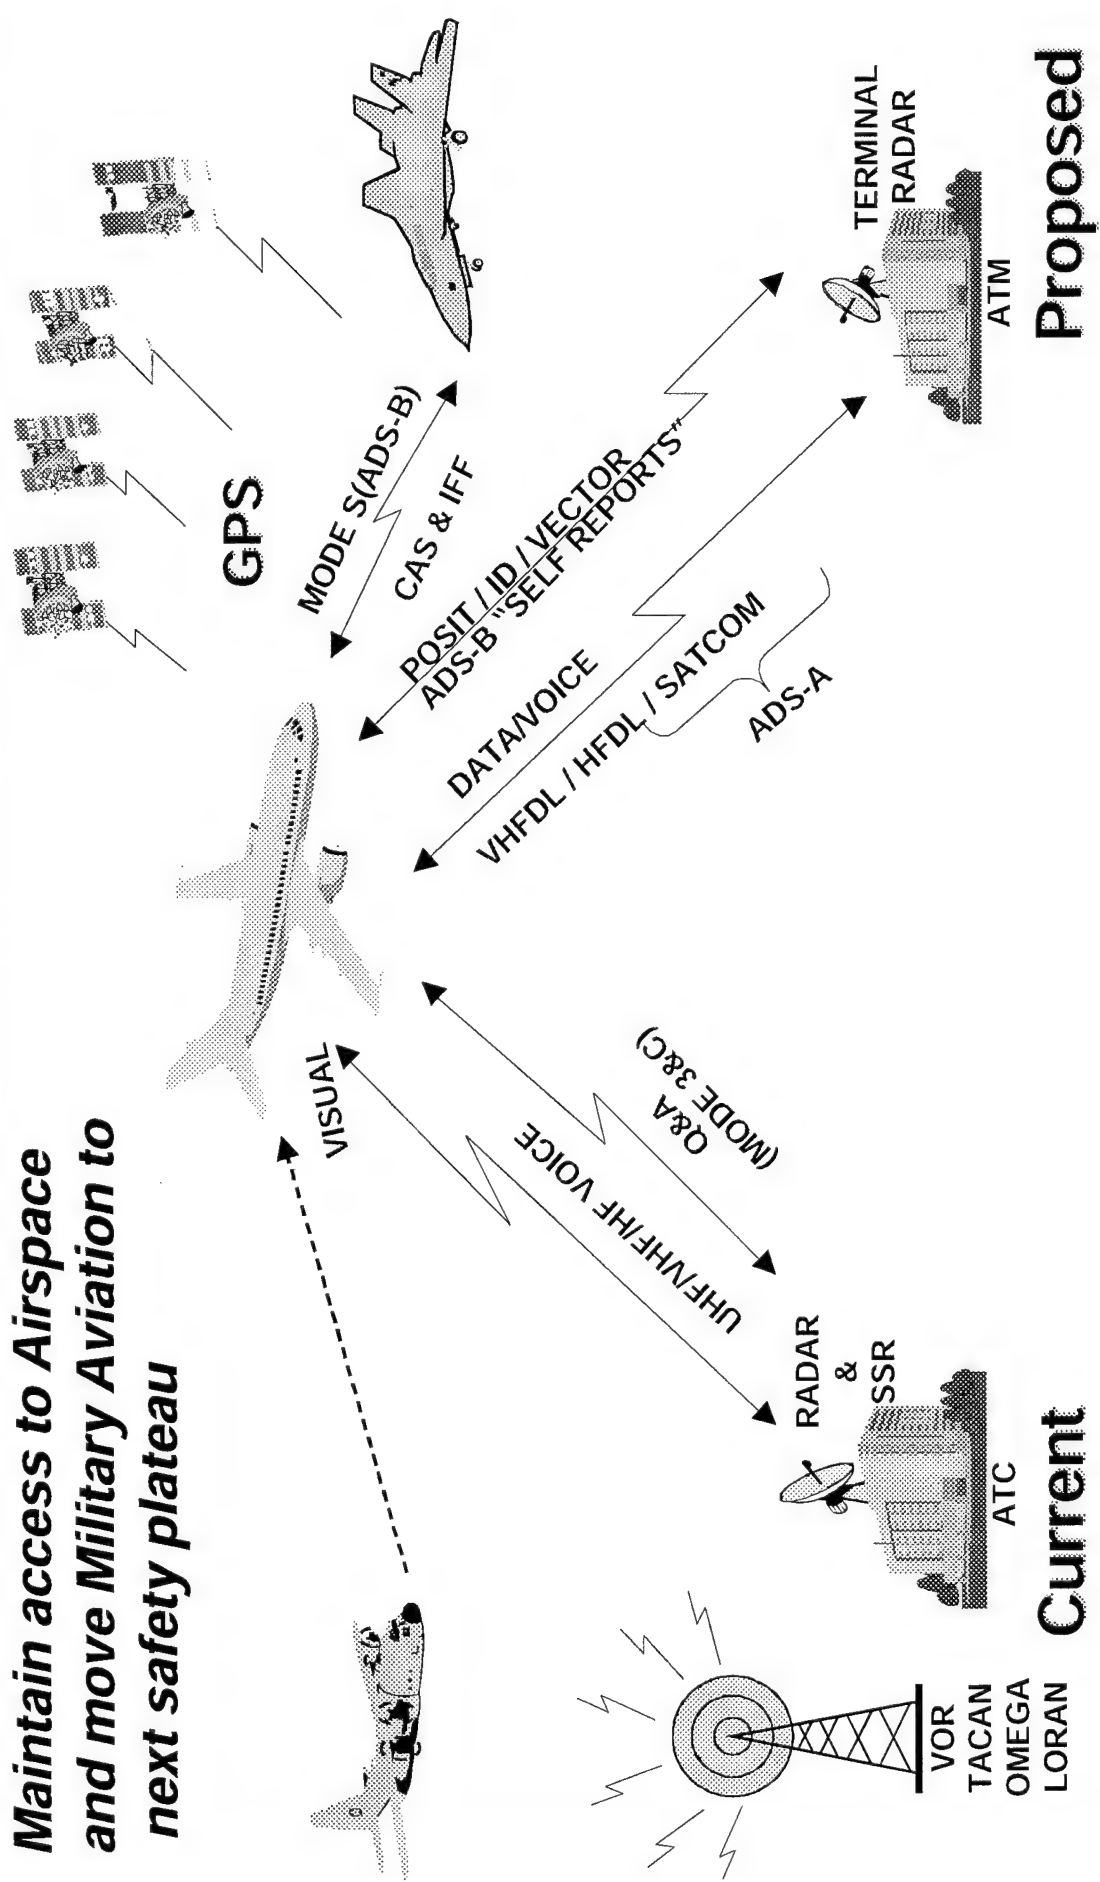 Maintain access to Airspace
and move Military Aviation to
next safety plateau
GPS
VISUAL
MODE S(ADS-B)
CAS & IFF
POSIT / ID / VECTOR
ADS-B "SELF REPORTS"
DATA/VOICE
VHFDL / HFDL / SATCOM
ADS-A
UHF/VHF/HF VOICE
Q&A
(MODE 3&C)
VOR
TACAN
OMEGA
LORAN
RADAR
&
SSR
ATC
Current
TERMINAL
RADAR
ATM
Proposed